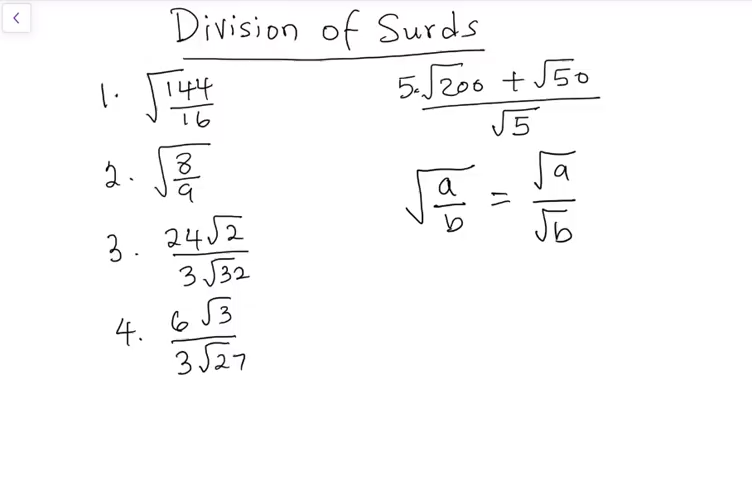 Division of Surds
1. √(144/16)
2. √(8/9)
3. 24√2/3√32
4. 6√3/3√27
5. (√200 + √50)/√5
√(a/b) = √a/√b